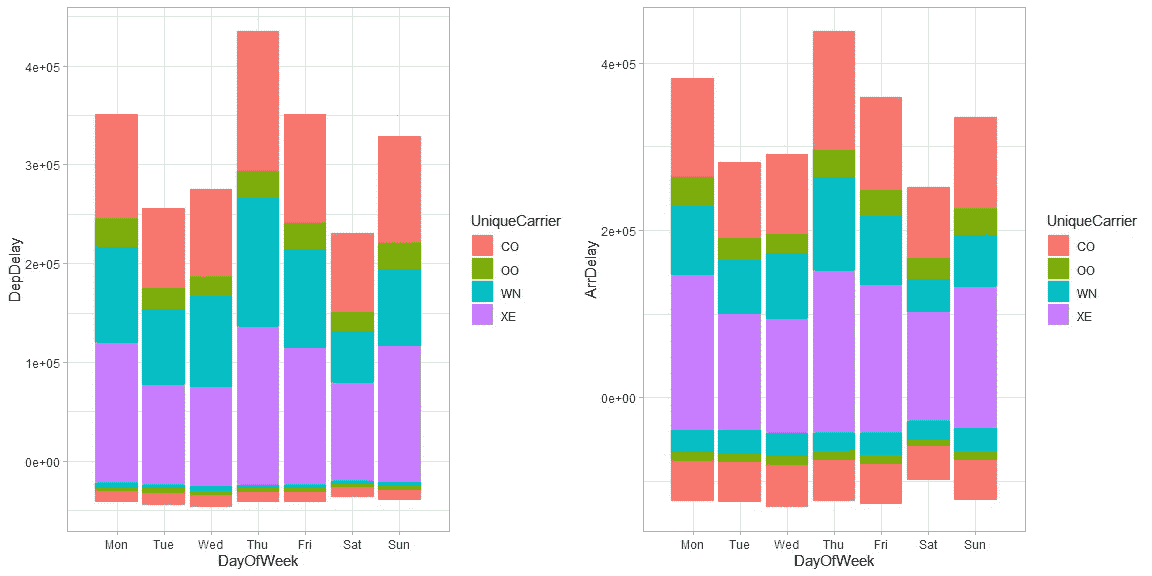 DepDelay
4e+05
3e+05
2e+05
1e+05
0e+00
Mon Tue Wed Thu Fri Sat Sun
DayOfWeek
UniqueCarrier
CO
OO
WN
XE
ArrDelay
4e+05
2e+05
0e+00
Mon Tue Wed Thu Fri Sat Sun
DayOfWeek
UniqueCarrier
CO
OO
WN
XE